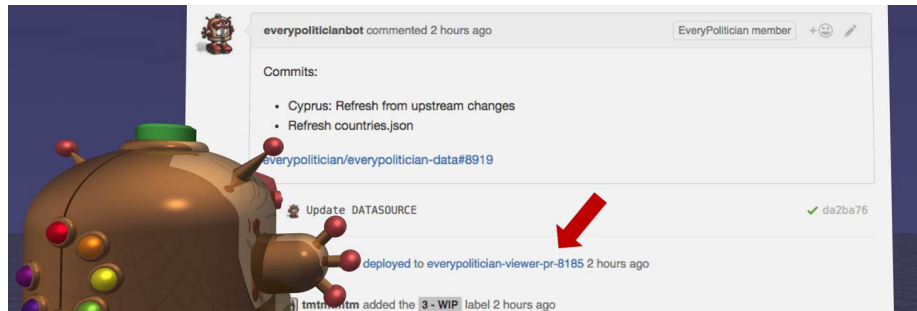 everypoliticianbot commented 2 hours ago EveryPolitician member
Commits:
• Cyprus: Refresh from upstream changes
• Refresh countries.json
everypolitician/everypolitician-data#8919
Update DATASOURCE da2ba76
deployed to everypolitician-viewer-pr-8185 2 hours ago
added the 3 - WIP label 2 hours ago